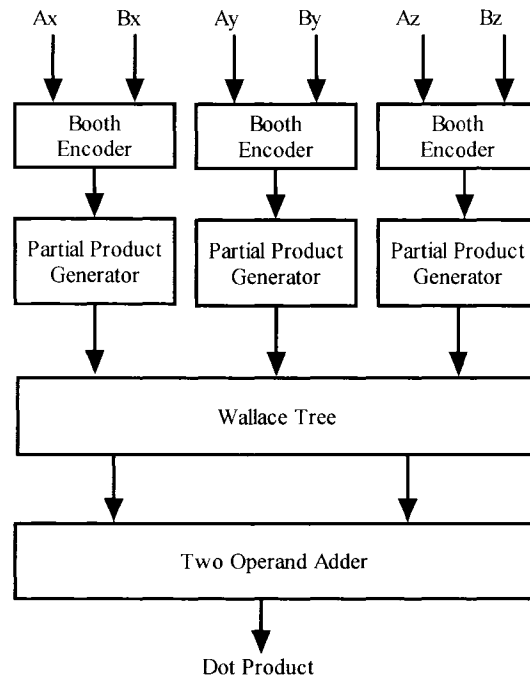 Ax Bx Ay By Az Bz
Booth Encoder
Booth Encoder
Booth Encoder
Partial Product Generator
Partial Product Generator
Partial Product Generator
Wallace Tree
Two Operand Adder
Dot Product